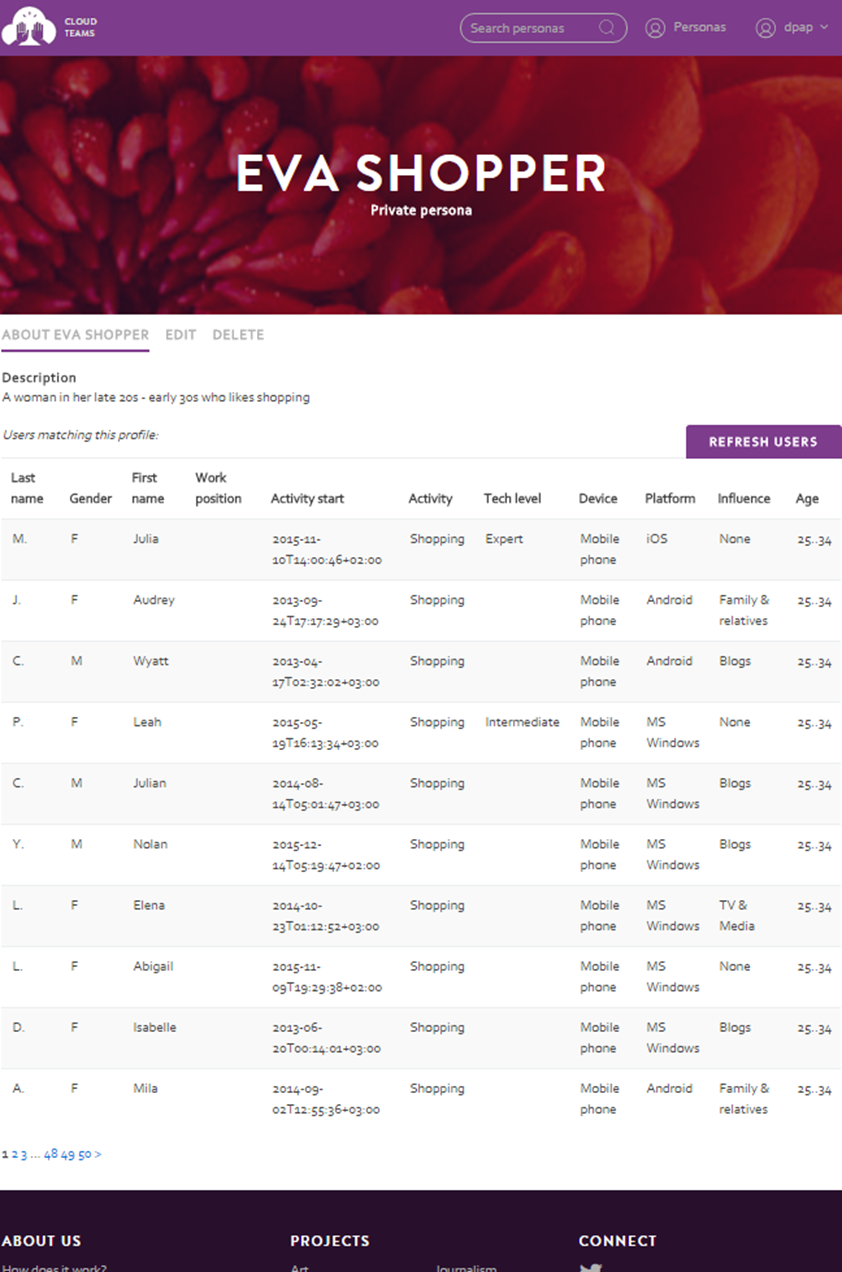 CLOUD
TEAMS
Search personas
Personas
dpap
EVA SHOPPER
Private persona
ABOUT EVA SHOPPER EDIT DELETE
Description
A woman in her late 20s - early 30s who likes shopping
Users matching this profile:
REFRESH USERS
Last name Gender First name Work position Activity start Activity Tech level Device Platform Influence Age
M. F Julia 2015-11-10T14:00:46+02:00 Shopping Expert Mobile phone iOS None 25..34
J. F Audrey 2013-09-24T17:17:29+03:00 Shopping Mobile phone Android Family & relatives 25..34
C. M Wyatt 2013-04-17T02:32:02+03:00 Shopping Mobile phone Android Blogs 25..34
P. F Leah 2015-05-19T16:13:34+03:00 Shopping Intermediate Mobile phone MS Windows None 25..34
C. M Julian 2014-08-14T05:01:47+03:00 Shopping Mobile phone MS Windows Blogs 25..34
Y. M Nolan 2015-12-14T05:19:47+02:00 Shopping Mobile phone MS Windows Blogs 25..34
L. F Elena 2014-10-23T01:12:52+03:00 Shopping Mobile phone MS Windows TV & Media 25..34
L. F Abigail 2015-11-09T19:29:38+02:00 Shopping Mobile phone MS Windows None 25..34
D. F Isabelle 2013-06-20T00:14:01+03:00 Shopping Mobile phone MS Windows Blogs 25..34
A. F Mila 2014-09-02T12:55:36+03:00 Shopping Mobile phone Android Family & relatives 25..34
1 2 3 ... 48 49 50 >
ABOUT US PROJECTS CONNECT
How does it work? Art Journalism